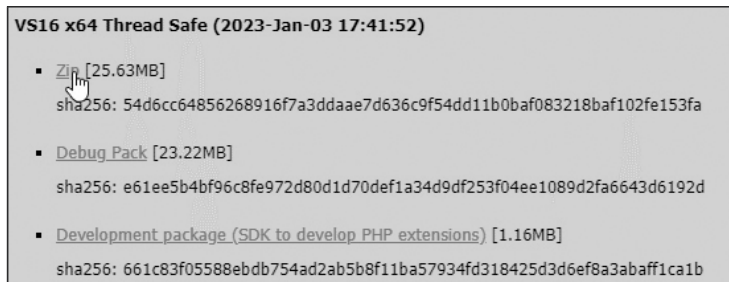 VS16 x64 Thread Safe (2023-Jan-03 17:41:52)
Zip [25.63MB]
sha256: 54d6cc64856268916f7a3ddaae7d636c9f54dd11b0baf083218baf102fe153fa
Debug Pack [23.22MB]
sha256: e61ee5b4bf96c8fe972d80d1d70def1a34d9df253f04ee1089d2fa6643d6192d
Development package (SDK to develop PHP extensions) [1.16MB]
sha256: 661c83f05588ebdb754ad2ab5b8f11ba57934fd318425d3d6ef8a3abaff1ca1b